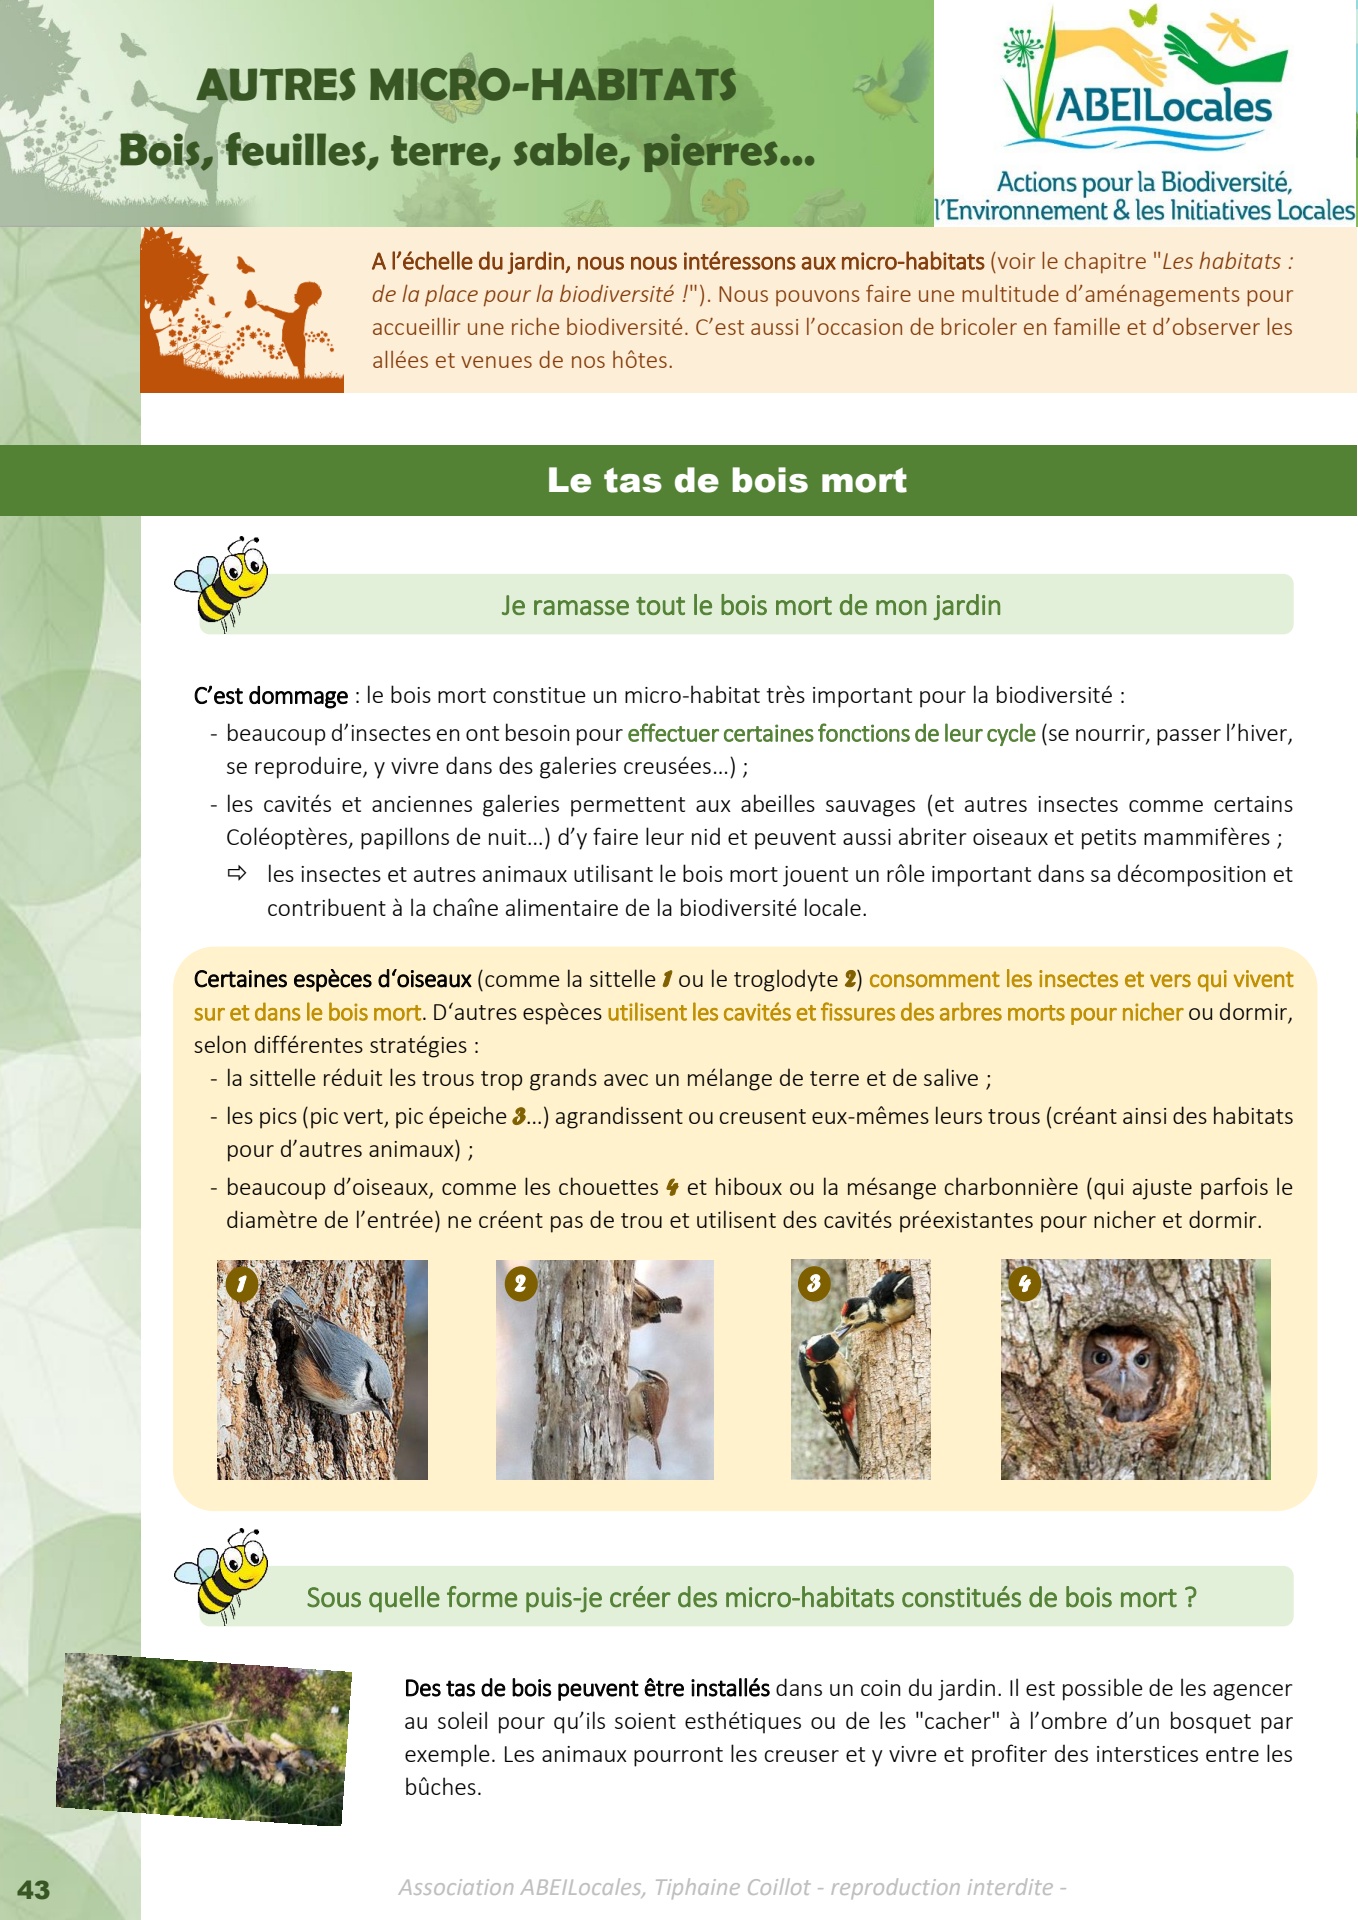 AUTRES MICRO-HABITATS
Bois, feuilles, terre, sable, pierres...
ABEILocales
Actions pour la Biodiversité,
l'Environnement & les Initiatives Locales
A l'échelle du jardin, nous nous intéressons aux micro-habitats (voir le chapitre "Les habitats :
de la place pour la biodiversité !"). Nous pouvons faire une multitude d'aménagements pour
accueillir une riche biodiversité. C'est aussi l'occasion de bricoler en famille et d'observer les
allées et venues de nos hôtes.
Le tas de bois mort
Je ramasse tout le bois mort de mon jardin
C'est dommage : le bois mort constitue un micro-habitat très important pour la biodiversité :
- beaucoup d'insectes en ont besoin pour effectuer certaines fonctions de leur cycle (se nourrir, passer l'hiver,
se reproduire, y vivre dans des galeries creusées...) ;
- les cavités et anciennes galeries permettent aux abeilles sauvages (et autres insectes comme certains
Coléoptères, papillons de nuit...) d'y faire leur nid et peuvent aussi abriter oiseaux et petits mammifères ;
⇨ les insectes et autres animaux utilisant le bois mort jouent un rôle important dans sa décomposition et
contribuent à la chaîne alimentaire de la biodiversité locale.
Certaines espèces d‘oiseaux (comme la sittelle 1 ou le troglodyte 2) consomment les insectes et vers qui vivent
sur et dans le bois mort. D‘autres espèces utilisent les cavités et fissures des arbres morts pour nicher ou dormir,
selon différentes stratégies :
- la sittelle réduit les trous trop grands avec un mélange de terre et de salive ;
- les pics (pic vert, pic épeiche 3...) agrandissent ou creusent eux-mêmes leurs trous (créant ainsi des habitats
pour d'autres animaux) ;
- beaucoup d'oiseaux, comme les chouettes 4 et hiboux ou la mésange charbonnière (qui ajuste parfois le
diamètre de l'entrée) ne créent pas de trou et utilisent des cavités préexistantes pour nicher et dormir.
1
2
3
4
Sous quelle forme puis-je créer des micro-habitats constitués de bois mort ?
Des tas de bois peuvent être installés dans un coin du jardin. Il est possible de les agencer
au soleil pour qu'ils soient esthétiques ou de les "cacher" à l'ombre d'un bosquet par
exemple. Les animaux pourront les creuser et y vivre et profiter des interstices entre les
bûches.
43
Association ABEILocales, Tiphaine Coillot - reproduction interdite -